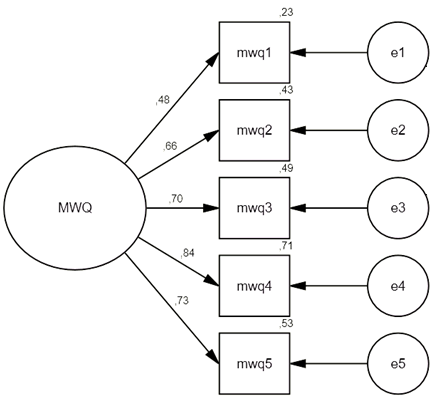 ,23
mwq1
e1
,48
,43
mwq2
e2
,66
,49
MWQ
,70
mwq3
e3
,71
,84
mwq4
e4
,73
,53
mwq5
e5